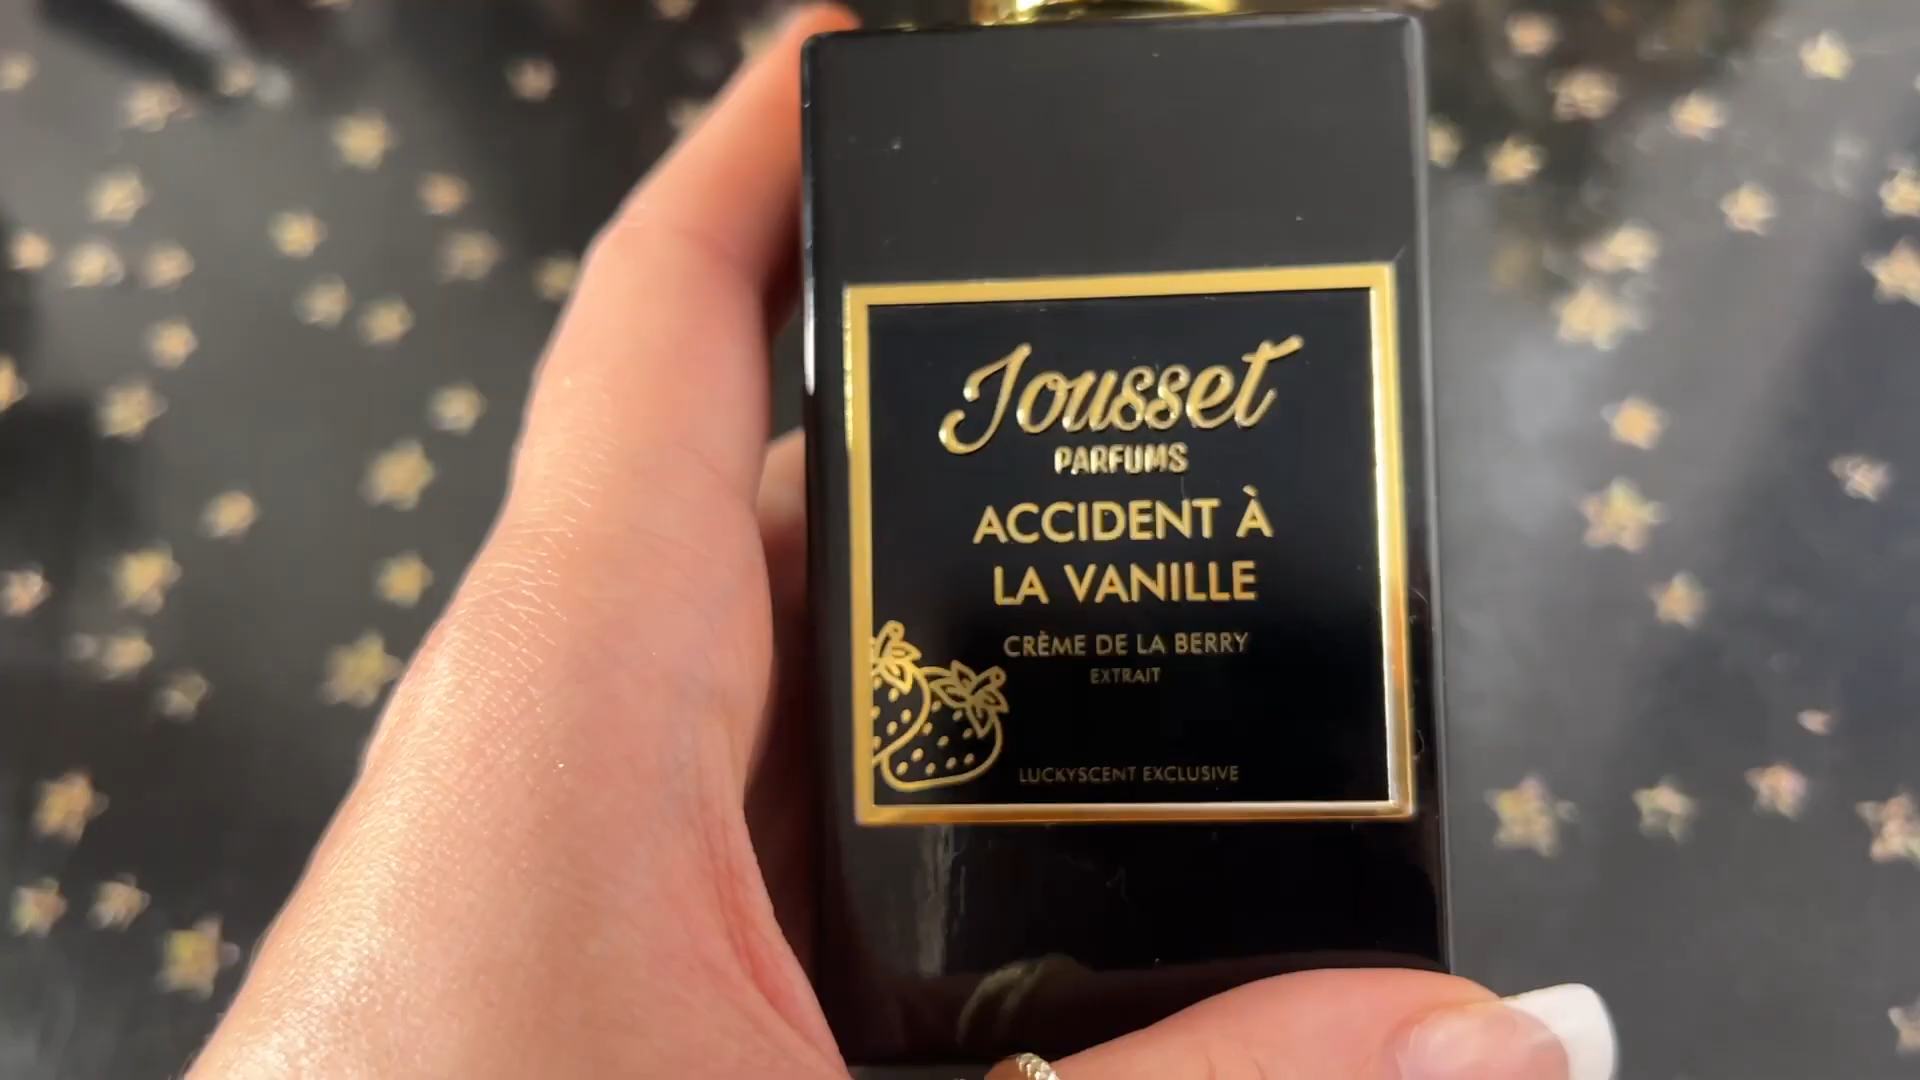 Jousset
PARFUMS
ACCIDENT À
LA VANILLE
CRÈME DE LA BERRY
EXTRAIT
LUCKYSCENT EXCLUSIVE